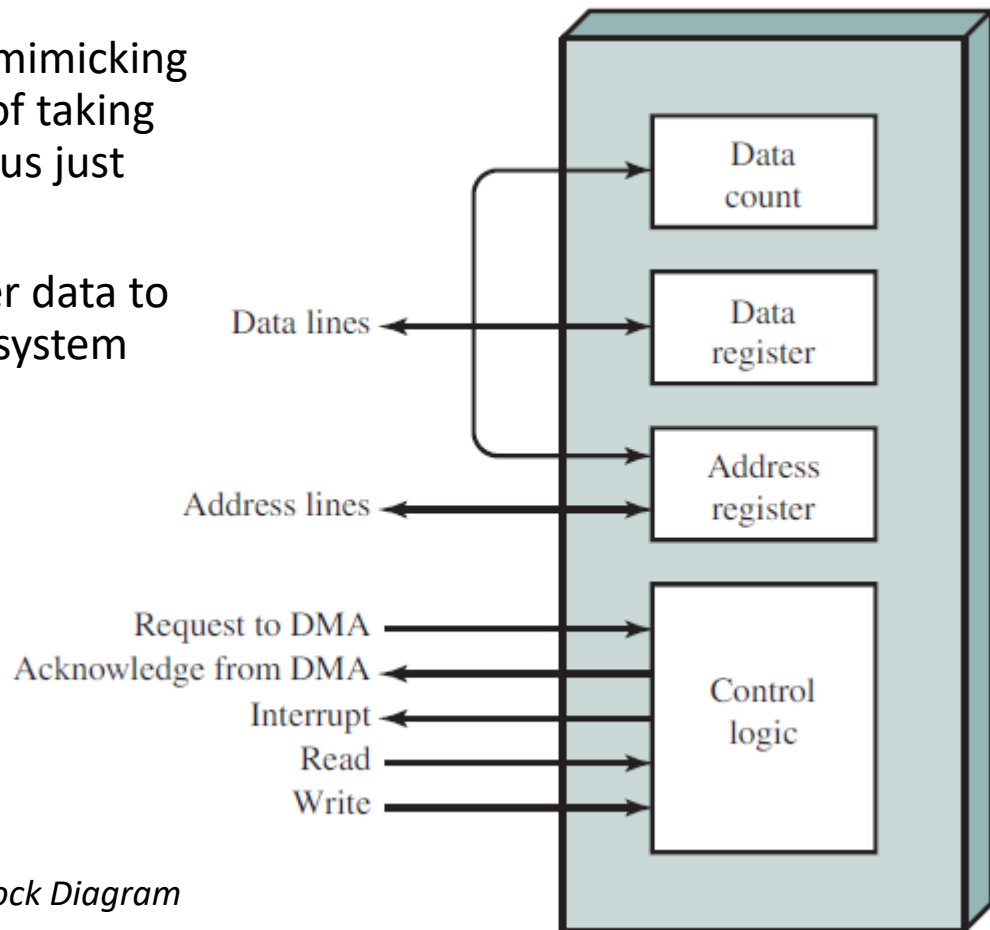 mimicking
of taking
us just
er data to
system
Data
count
Data lines
Data
register
Address
register
Address lines
Request to DMA
Acknowledge from DMA
Interrupt
Read
Write
Control
logic
ock Diagram